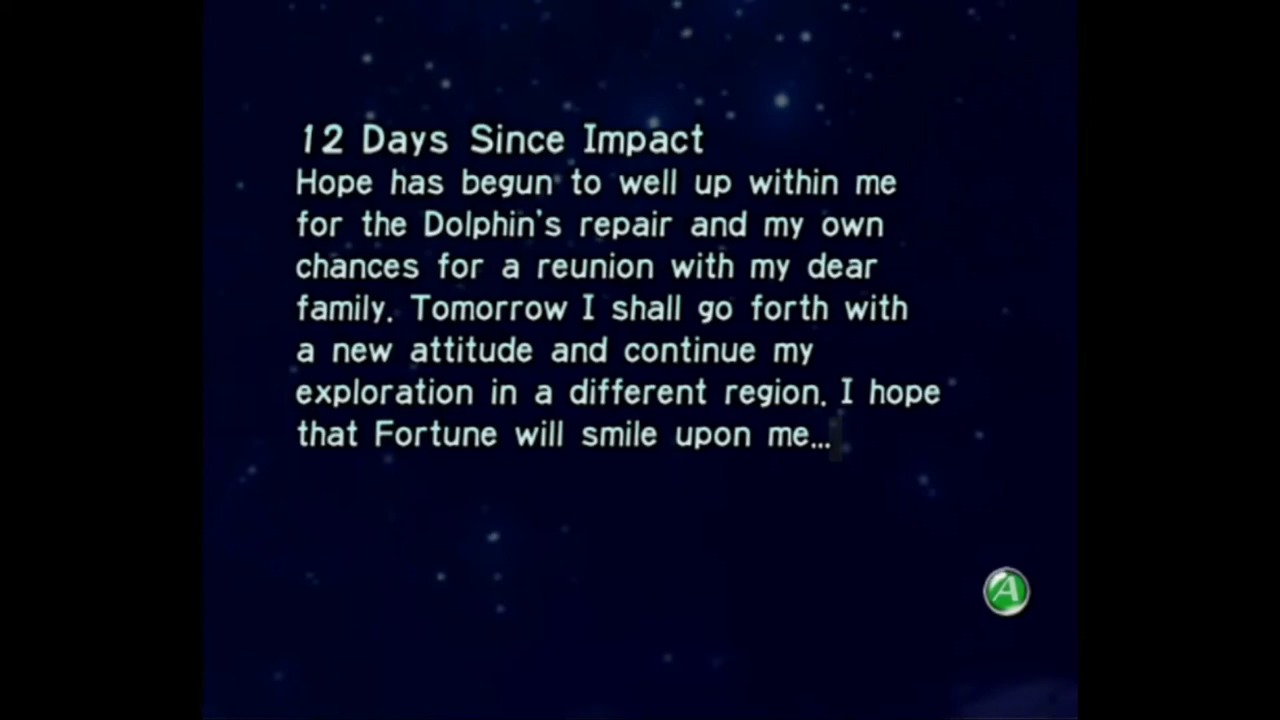 12 Days Since Impact
Hope has begun to well up within me
for the Dolphin's repair and my own
chances for a reunion with my dear
family. Tomorrow I shall go forth with
a new attitude and continue my
exploration in a different region. I hope
that Fortune will smile upon me...
A